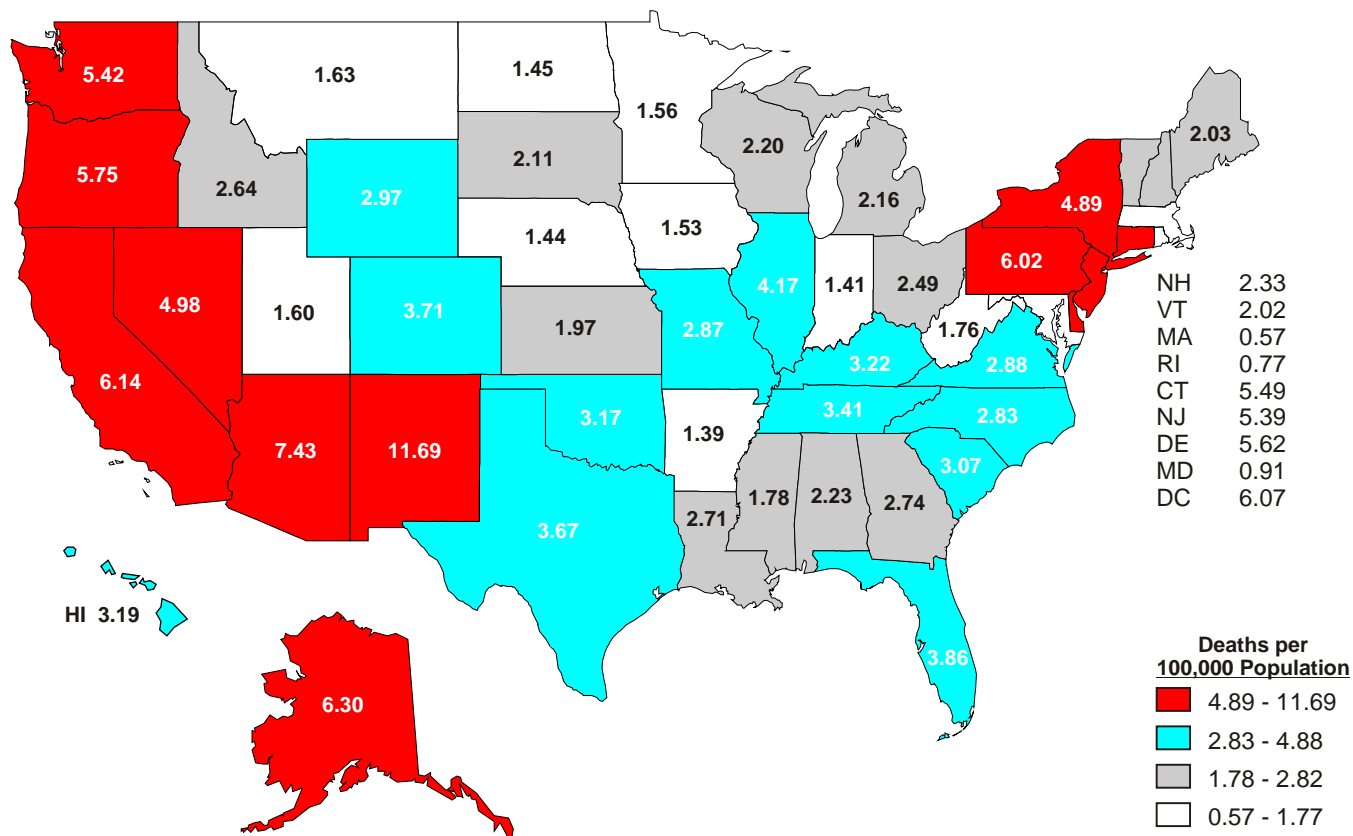 5.42
1.63
1.45
1.56
2.03
2.20
5.75
2.11
2.64
2.16
2.97
4.89
1.53
1.44
6.02
4.17
1.41
2.49
4.98
1.60
3.71
1.97
2.87
1.76
3.22
2.88
6.14
3.41
2.83
3.17
1.39
7.43
11.69
3.07
1.78
2.23
2.74
2.71
3.67
HI 3.19
3.86
6.30
NH 2.33
VT 2.02
MA 0.57
RI 0.77
CT 5.49
NJ 5.39
DE 5.62
MD 0.91
DC 6.07
Deaths per
100,000 Population
4.89 - 11.69
2.83 - 4.88
1.78 - 2.82
0.57 - 1.77